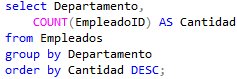 select Departamento,
COUNT(EmpleadoID) AS Cantidad
from Empleados
group by Departamento
order by Cantidad DESC;